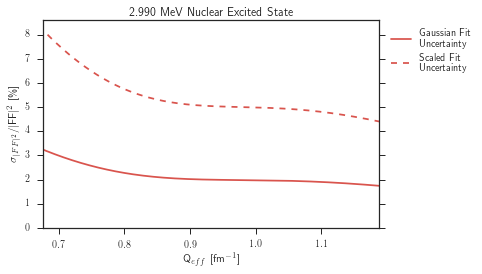 2.990 MeV Nuclear Excited State
σ|FF|²/|FF|² [%]
8
7
6
5
4
3
2
1
0
0.7 0.8 0.9 1.0 1.1
Q_eff [fm⁻¹]
Gaussian Fit
Uncertainty
Scaled Fit
Uncertainty